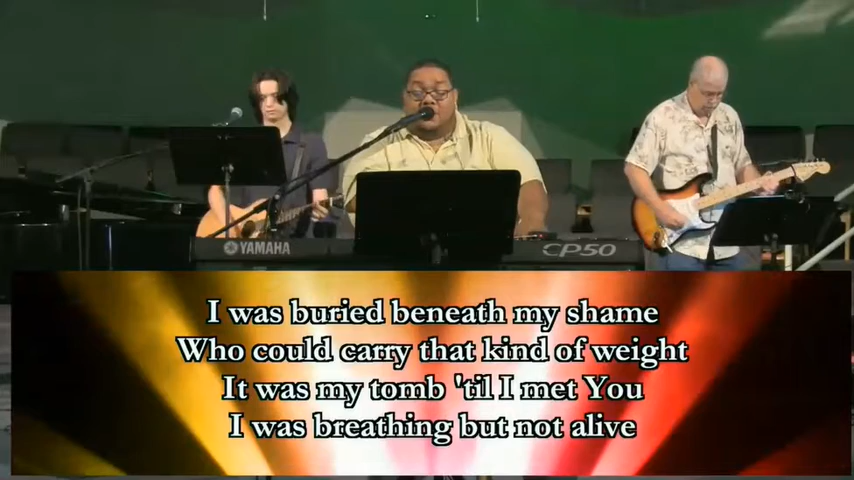 YAMAHA
CP50
I was buried beneath my shame
Who could carry that kind of weight
It was my tomb 'til I met You
I was breathing but not alive